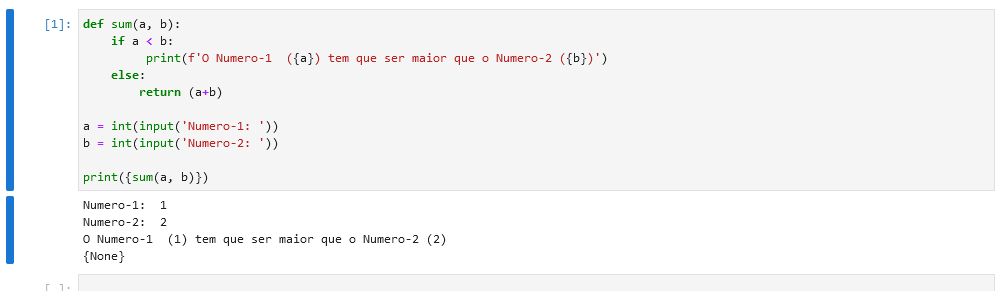 [1]: def sum(a, b):
    if a < b:
         print(f'O Numero-1  ({a}) tem que ser maior que o Numero-2 ({b})')
    else:
        return (a+b)
a = int(input('Numero-1: '))
b = int(input('Numero-2: '))
print({sum(a, b)})
Numero-1:  1
Numero-2:  2
O Numero-1  (1) tem que ser maior que o Numero-2 (2)
{None}
[ ]: